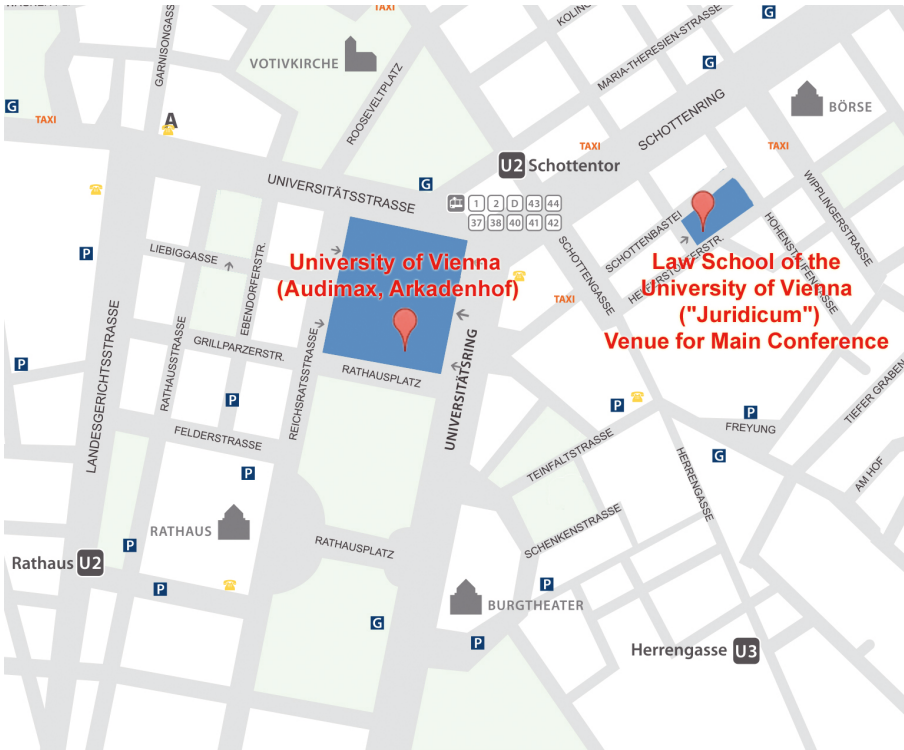 TAXI
KOLIN
MARIA-THERESIEN-STRASSE
G
GARNISONGASS
VOTIVKIRCHE
ROOSEVELTPLATZ
G
SCHOTTENRING
BÖRSE
G
TAXI
A
TAXI
TAXI
U2 Schottentor
UNIVERSITÄTSSTRASSE
G
1 2 D 43 44
37 38 40 41 42
WIPPLINGERSTRASSE
SCHOTTENBASTEI
HOHENSTAUFENGASSE
HELFERSTORFERSTR.
SCHOTTENGASSE
P
LIEBIGGASSE
EBENDORFERSTR.
University of Vienna
(Audimax, Arkadenhof)
Law School of the
University of Vienna
("Juridicum")
Venue for Main Conference
TAXI
LANDESGERICHTSSTRASSE
RATHAUSSTRASSE
GRILLPARZERSTR.
REICHSRATSSTRASSE
RATHAUSPLATZ
UNIVERSITÄTSRING
P
P
P
P
FREYUNG
TIEFER GRABEN
FELDERSTRASSE
TEINFALTSTRASSE
HERRENGASSE
G
AM HOF
P
RATHAUS
SCHENKENSTRASSE
RATHAUSPLATZ
P
Rathaus U2
P
P
BURGTHEATER
G
P
Herrengasse U3